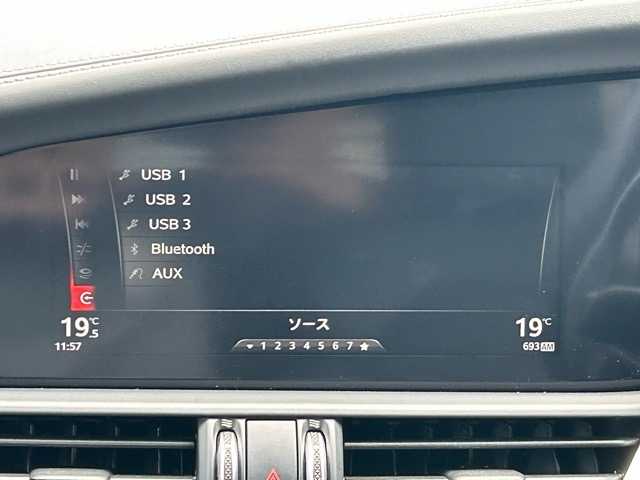 USB 1
USB 2
USB 3
Bluetooth
AUX
19.5℃
ソース
19℃
11:57
1 2 3 4 5 6 7
693 AM